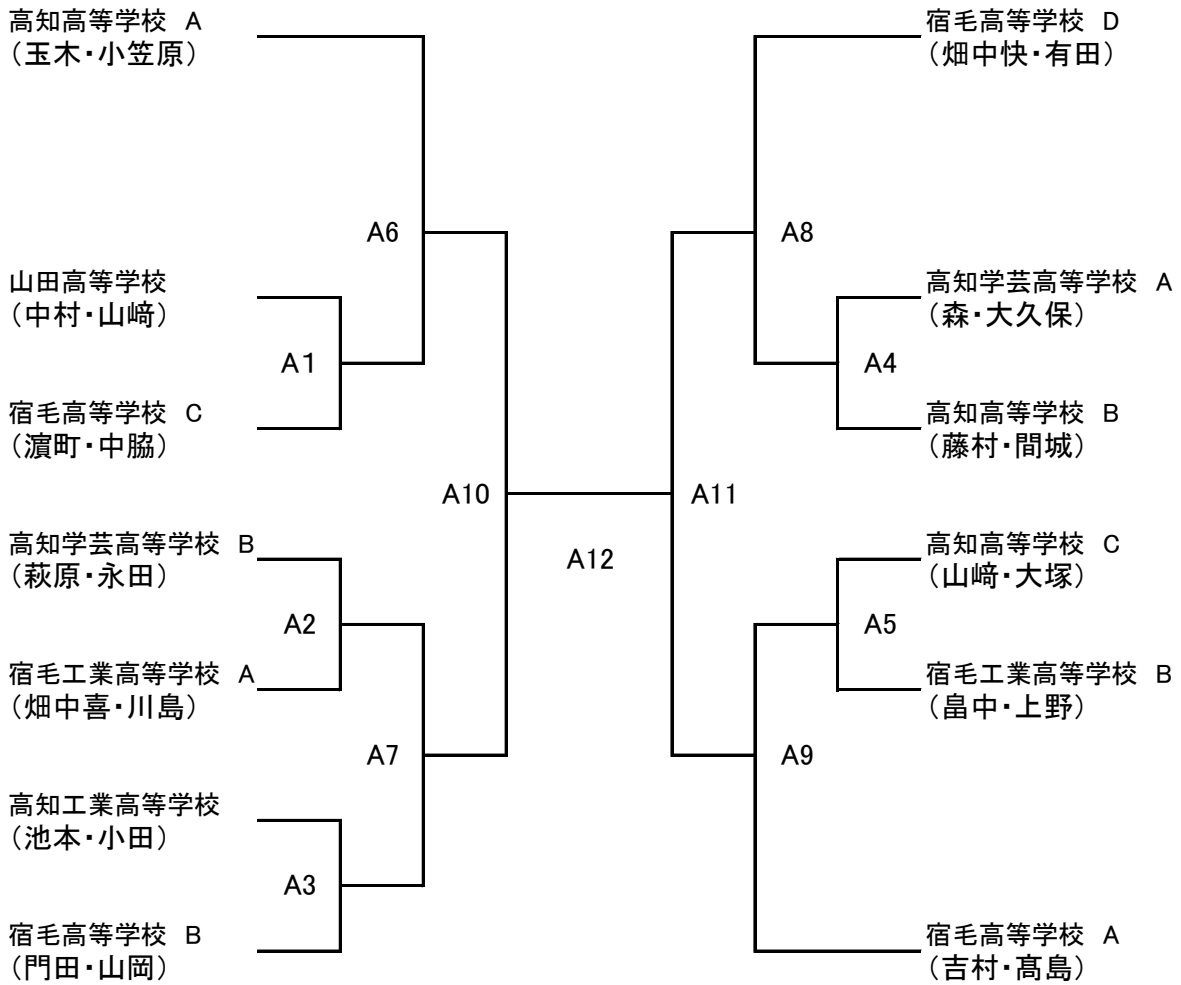 高知高等学校 A
（玉木・小笠原）
A6
山田高等学校
（中村・山﨑）
A1
宿毛高等学校 C
（濵町・中脇）
A10
高知学芸高等学校 B
（萩原・永田）
A2
宿毛工業高等学校 A
（畑中喜・川島）
A7
高知工業高等学校
（池本・小田）
A3
宿毛高等学校 B
（門田・山岡）
A12
宿毛高等学校 D
（畑中快・有田）
A8
高知学芸高等学校 A
（森・大久保）
A4
高知高等学校 B
（藤村・間城）
A11
高知高等学校 C
（山﨑・大塚）
A5
宿毛工業高等学校 B
（畠中・上野）
A9
宿毛高等学校 A
（吉村・髙島）